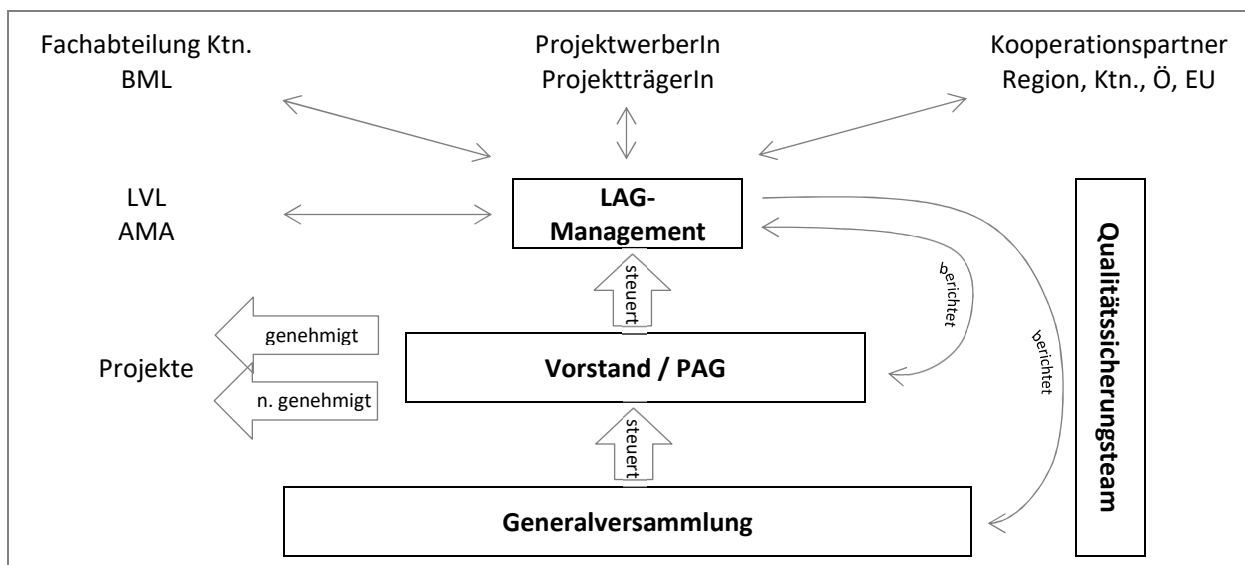 Fachabteilung Ktn.
BML
ProjektwerberIn
ProjektträgerIn
Kooperationspartner
Region, Ktn., Ö, EU
LVL
AMA
LAG-
Management
berichtet
berichtet
Qualitätssicherungsteam
steuert
genehmigt
Projekte
n. genehmigt
Vorstand / PAG
steuert
Generalversammlung